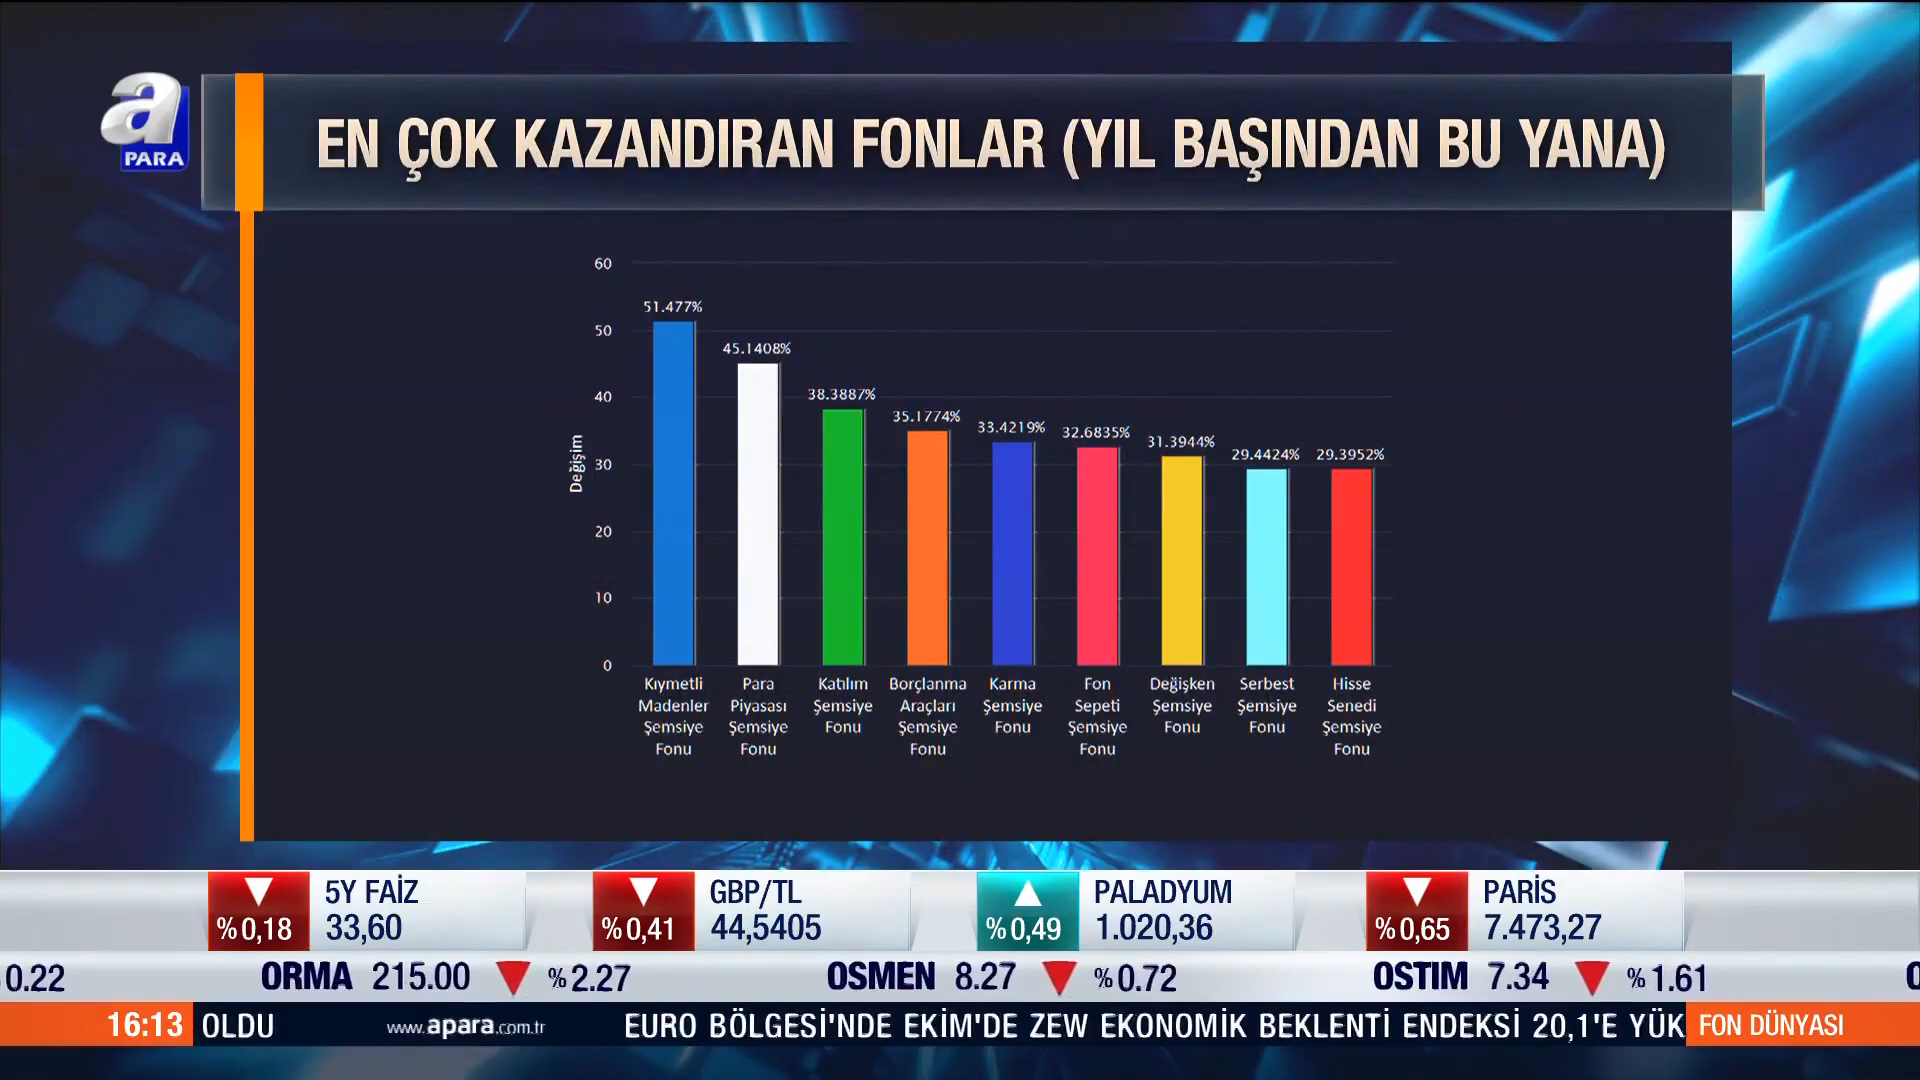 a
PARA
EN ÇOK KAZANDIRAN FONLAR (YIL BAŞINDAN BU YANA)
60
50
40
30
20
10
0
Değişim
51.477%
45.1408%
38.3887%
35.1774%
33.4219%
32.6835%
31.3944%
29.4424%
29.3952%
Kıymetli
Madenler
Şemsiye
Fonu
Para
Piyasası
Şemsiye
Fonu
Katılım
Şemsiye
Fonu
Borçlanma
Araçları
Şemsiye
Fonu
Karma
Şemsiye
Fonu
Fon
Sepeti
Şemsiye
Fonu
Değişken
Şemsiye
Fonu
Serbest
Şemsiye
Fonu
Hisse
Senedi
Şemsiye
Fonu
%0,18
5Y FAİZ
33,60
%0,41
GBP/TL
44,5405
%0,49
PALADYUM
1.020,36
%0,65
PARİS
7.473,27
0.22 ORMA 215.00 %2.27 OSMEN 8.27 %0.72 OSTIM 7.34 %1.61
16:13 OLDU www.apara.com.tr EURO BÖLGESİ'NDE EKİM'DE ZEW EKONOMİK BEKLENTİ ENDEKSİ 20,1'E YÜK FON DÜNYASI